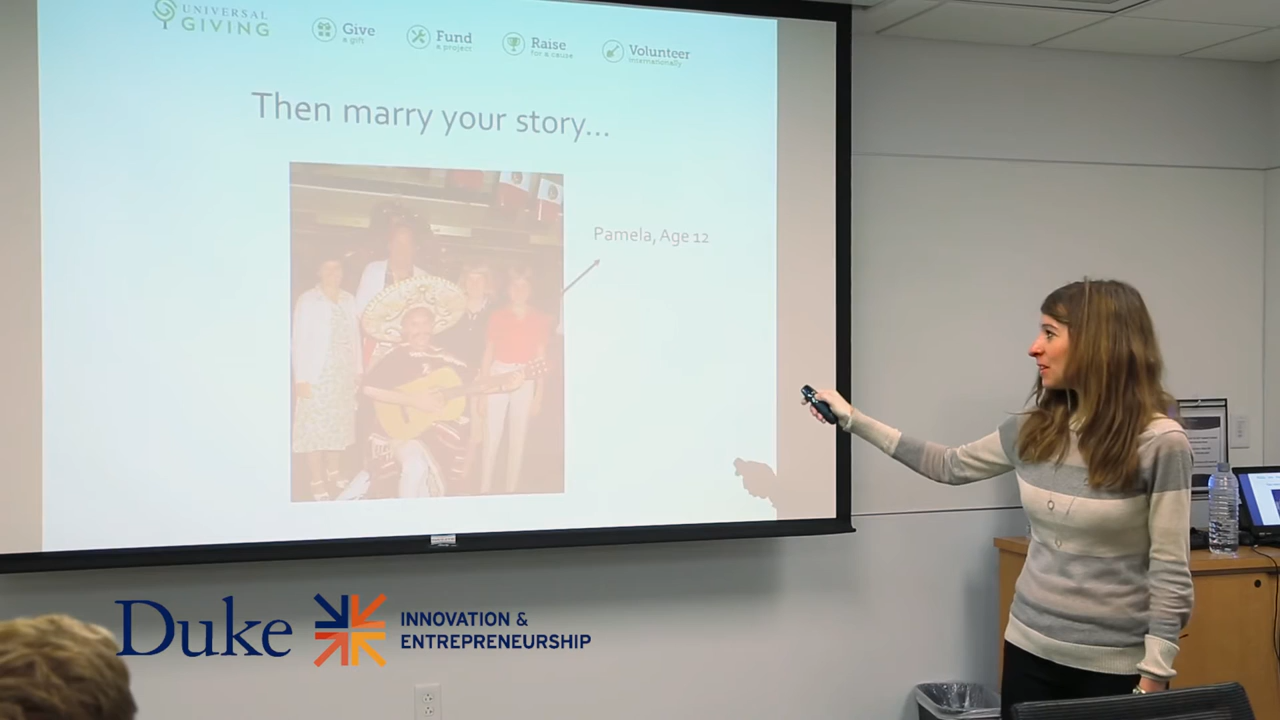 UNIVERSAL
GIVING
Give
a gift
Fund
a project
Raise
for a cause
Volunteer
internationally
Then marry your story...
Pamela, Age 12
Duke
INNOVATION &
ENTREPRENEURSHIP